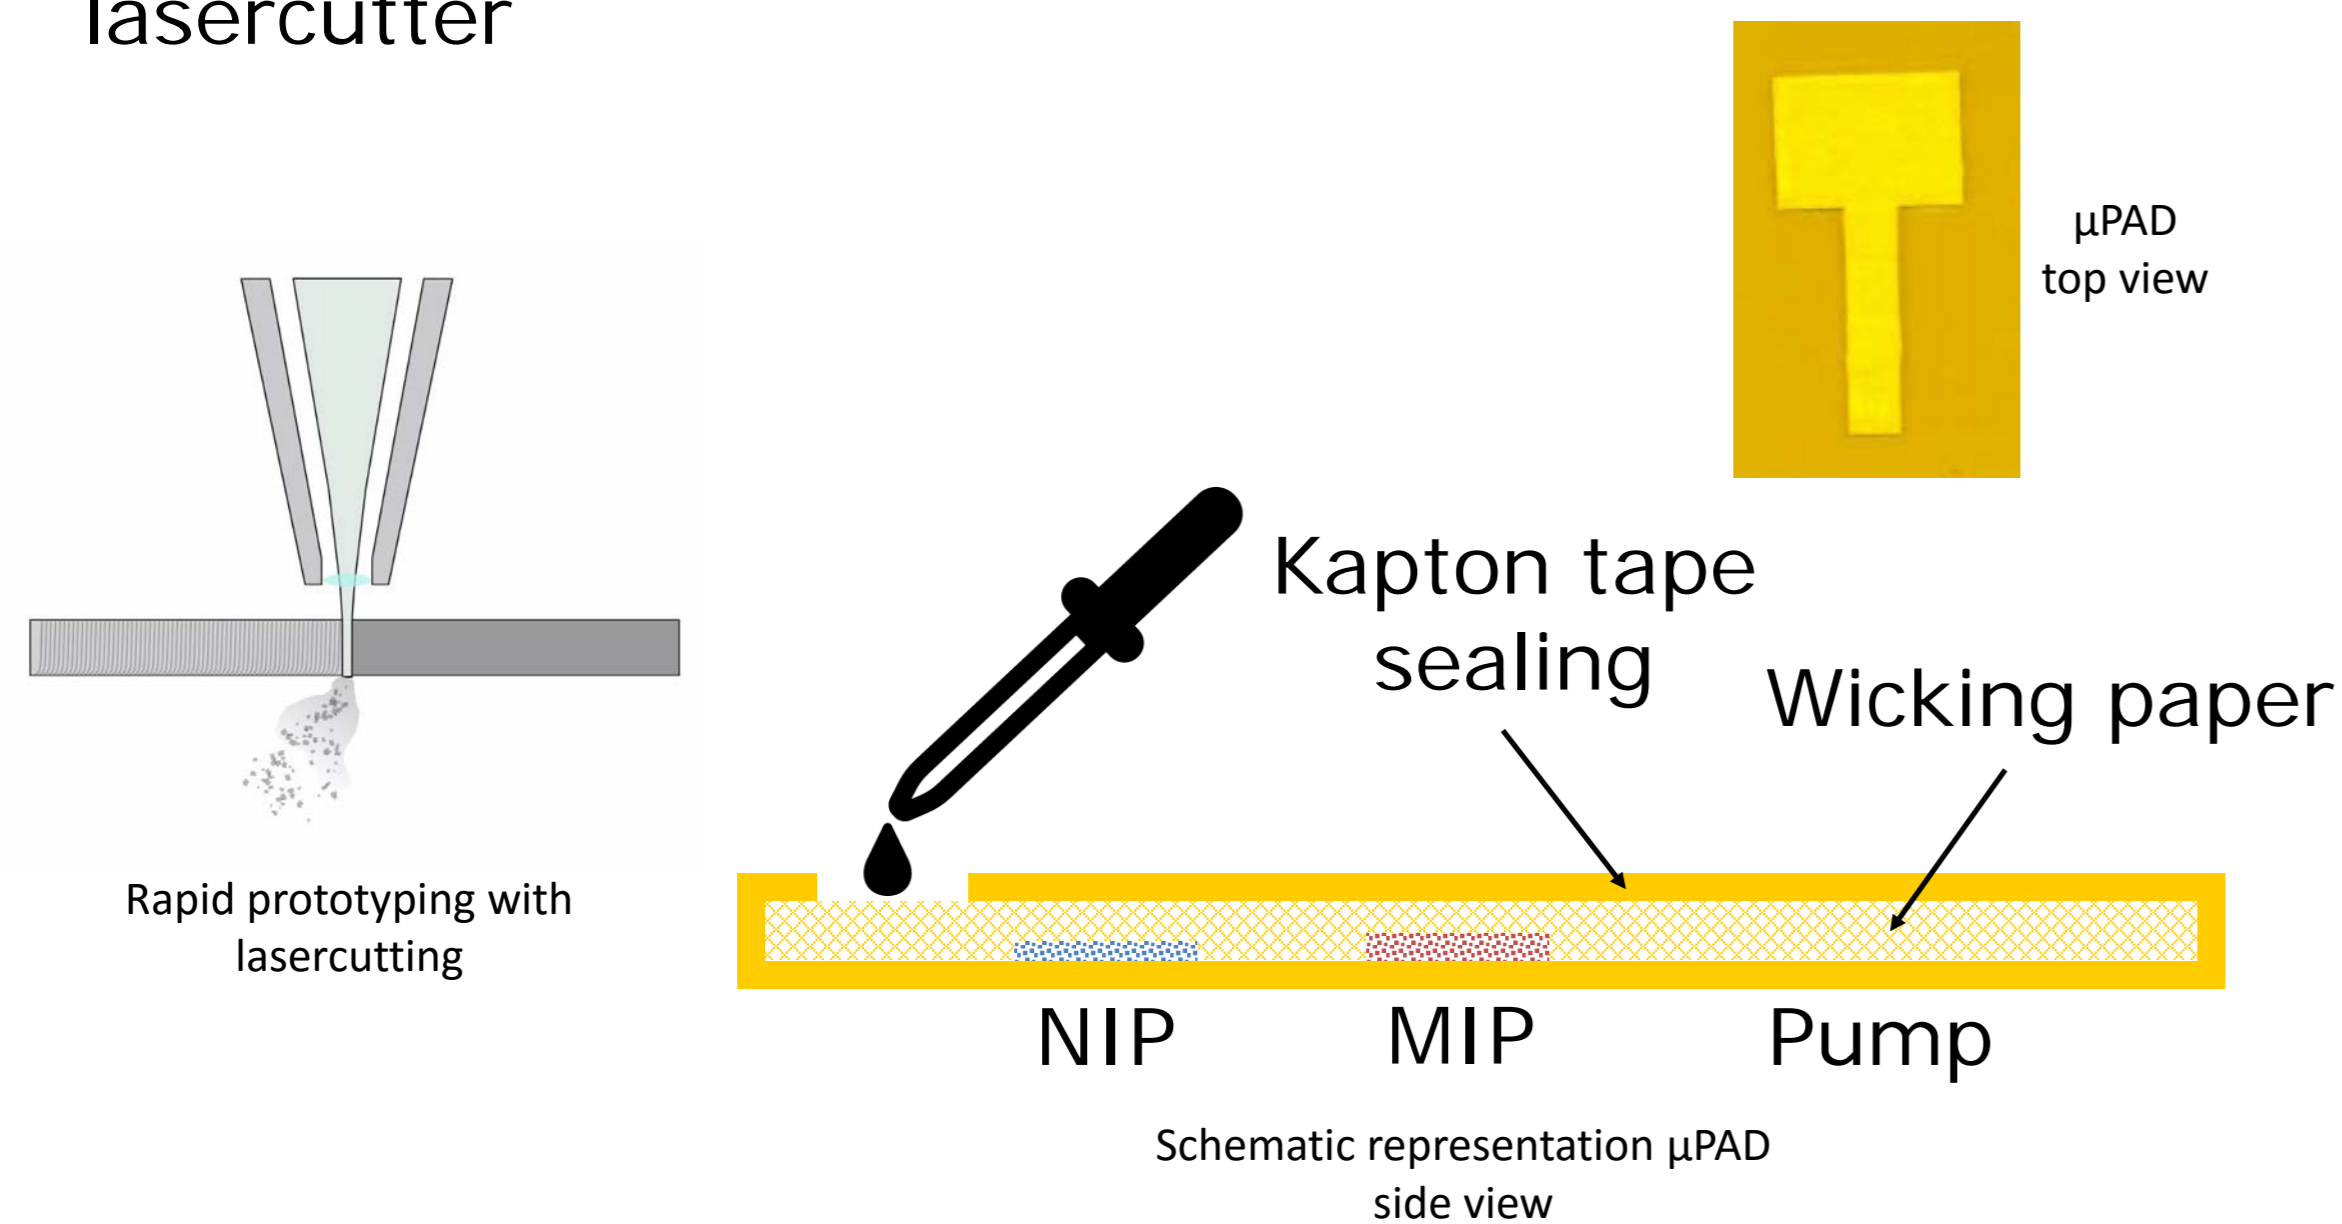 lasercutter
µPAD
top view
Kapton tape
sealing
Wicking paper
Rapid prototyping with
lasercutting
NIP
MIP
Pump
Schematic representation µPAD
side view